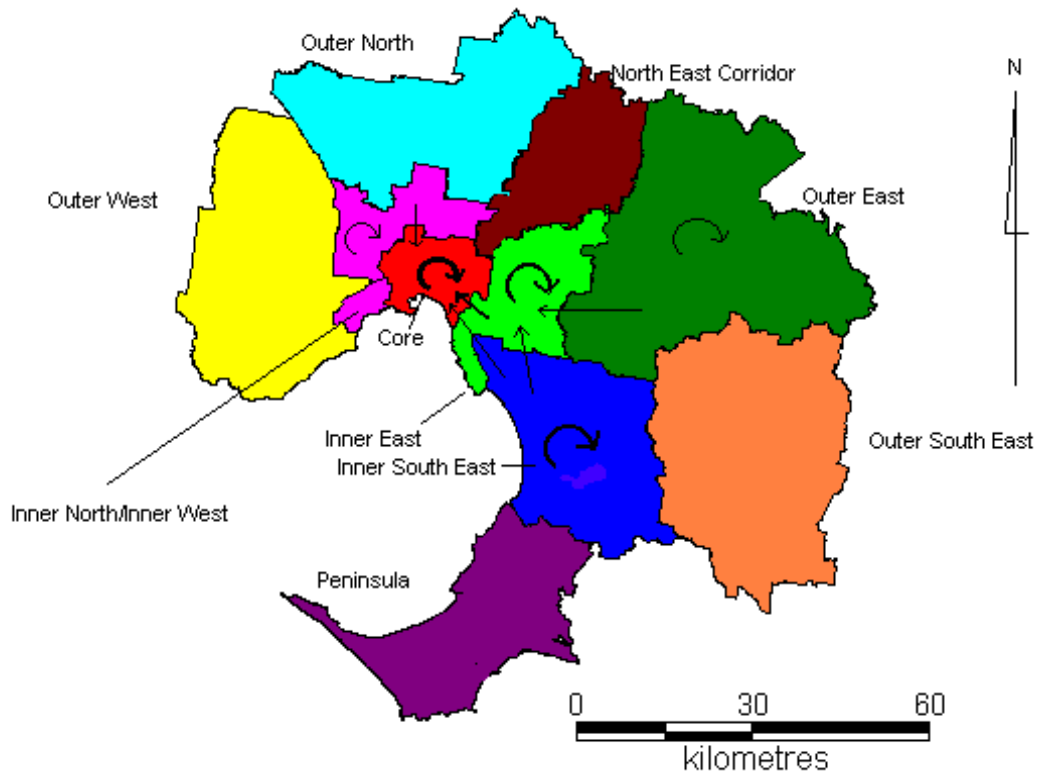 Outer North
North East Corridor
N
Outer West
Outer East
Core
Inner East
Inner South East
Outer South East
Inner North/Inner West
Peninsula
0 30 60
kilometres